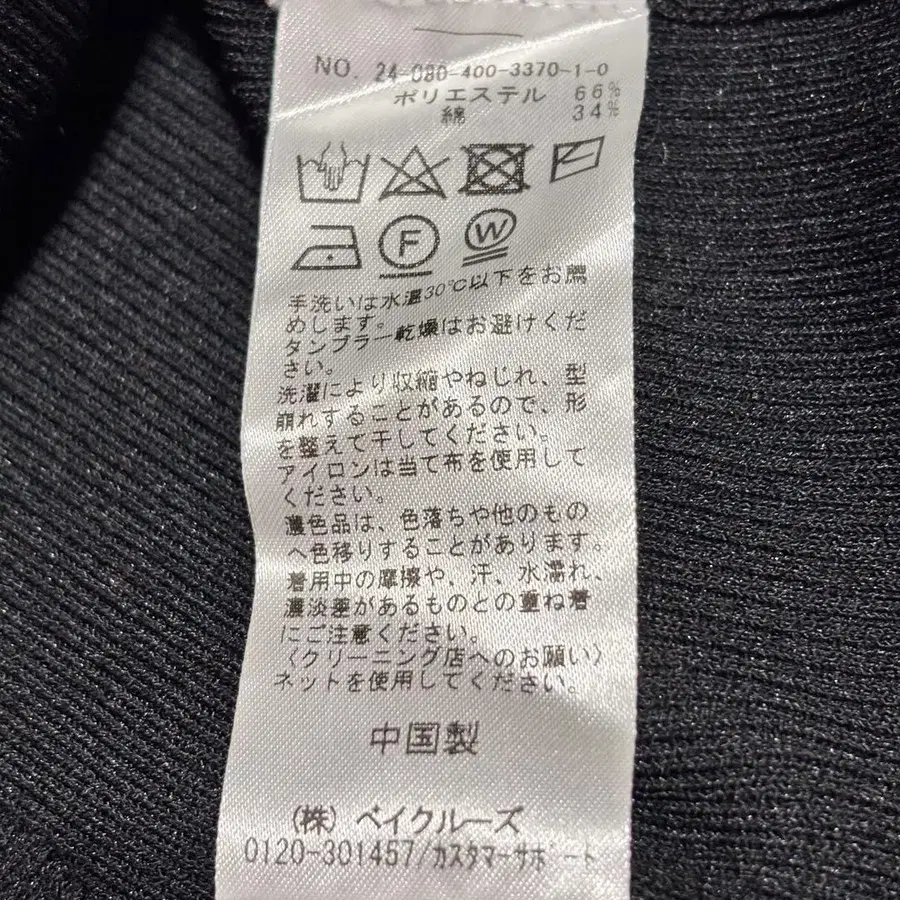 NO. 24-080-400-3370-1-0
ポリエステル 66%
綿 34%
F W
手洗いは水温30℃以下をお薦
めします。
タンブラー乾燥はお避けくだ
さい。
洗濯により収縮やねじれ、型
崩れすることがあるので、形
を整えて干してください。
アイロンは当て布を使用して
ください。
濃色品は、色落ちや他のもの
へ色移りすることがあります。
着用中の摩擦や、汗、水濡れ、
濃淡差があるものとの重ね着
にご注意ください。
〈クリーニング店へのお願い〉
ネットを使用してください。
中国製
(株) ベイクルーズ
0120-301457/カスタマーサポート